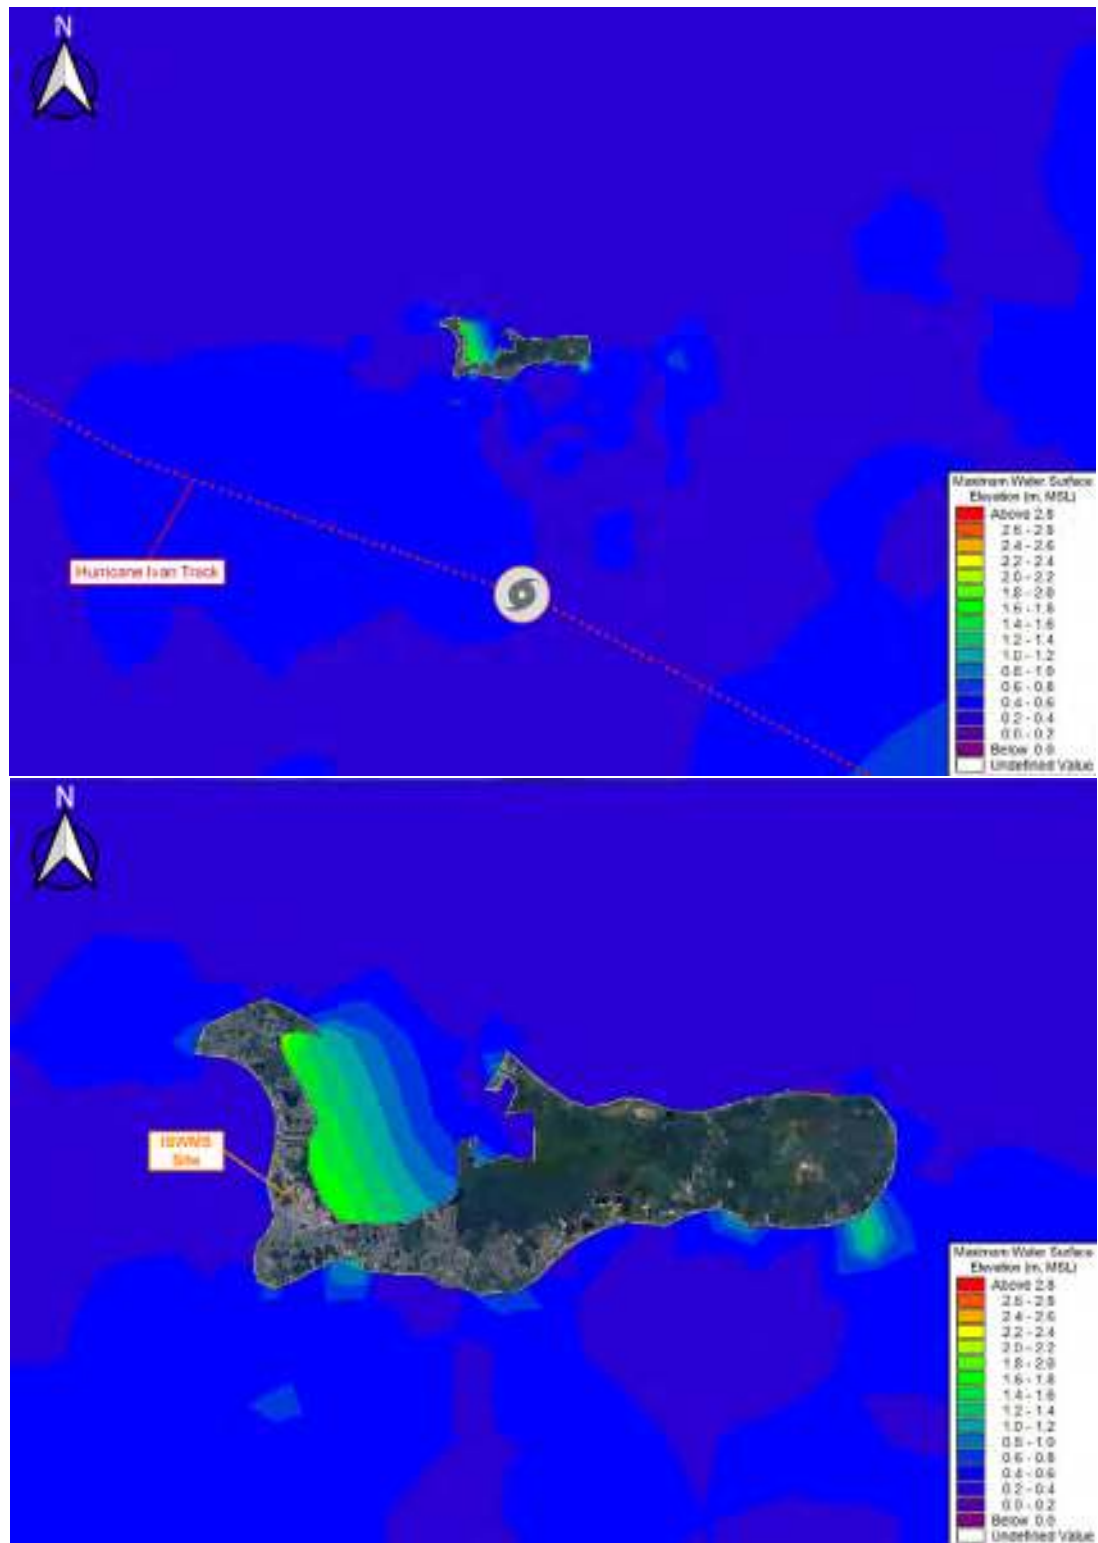 N
Hurricane Ivan Track
Maximum Water Surface
Elevation (m, MSL)
Above 2.8
2.6 - 2.8
2.4 - 2.6
2.2 - 2.4
2.0 - 2.2
1.8 - 2.0
1.6 - 1.8
1.4 - 1.6
1.2 - 1.4
1.0 - 1.2
0.8 - 1.0
0.6 - 0.8
0.4 - 0.6
0.2 - 0.4
0.0 - 0.2
Below 0.0
Undefined Value
N
ISWMS
Site
Maximum Water Surface
Elevation (m, MSL)
Above 2.8
2.6 - 2.8
2.4 - 2.6
2.2 - 2.4
2.0 - 2.2
1.8 - 2.0
1.6 - 1.8
1.4 - 1.6
1.2 - 1.4
1.0 - 1.2
0.8 - 1.0
0.6 - 0.8
0.4 - 0.6
0.2 - 0.4
0.0 - 0.2
Below 0.0
Undefined Value